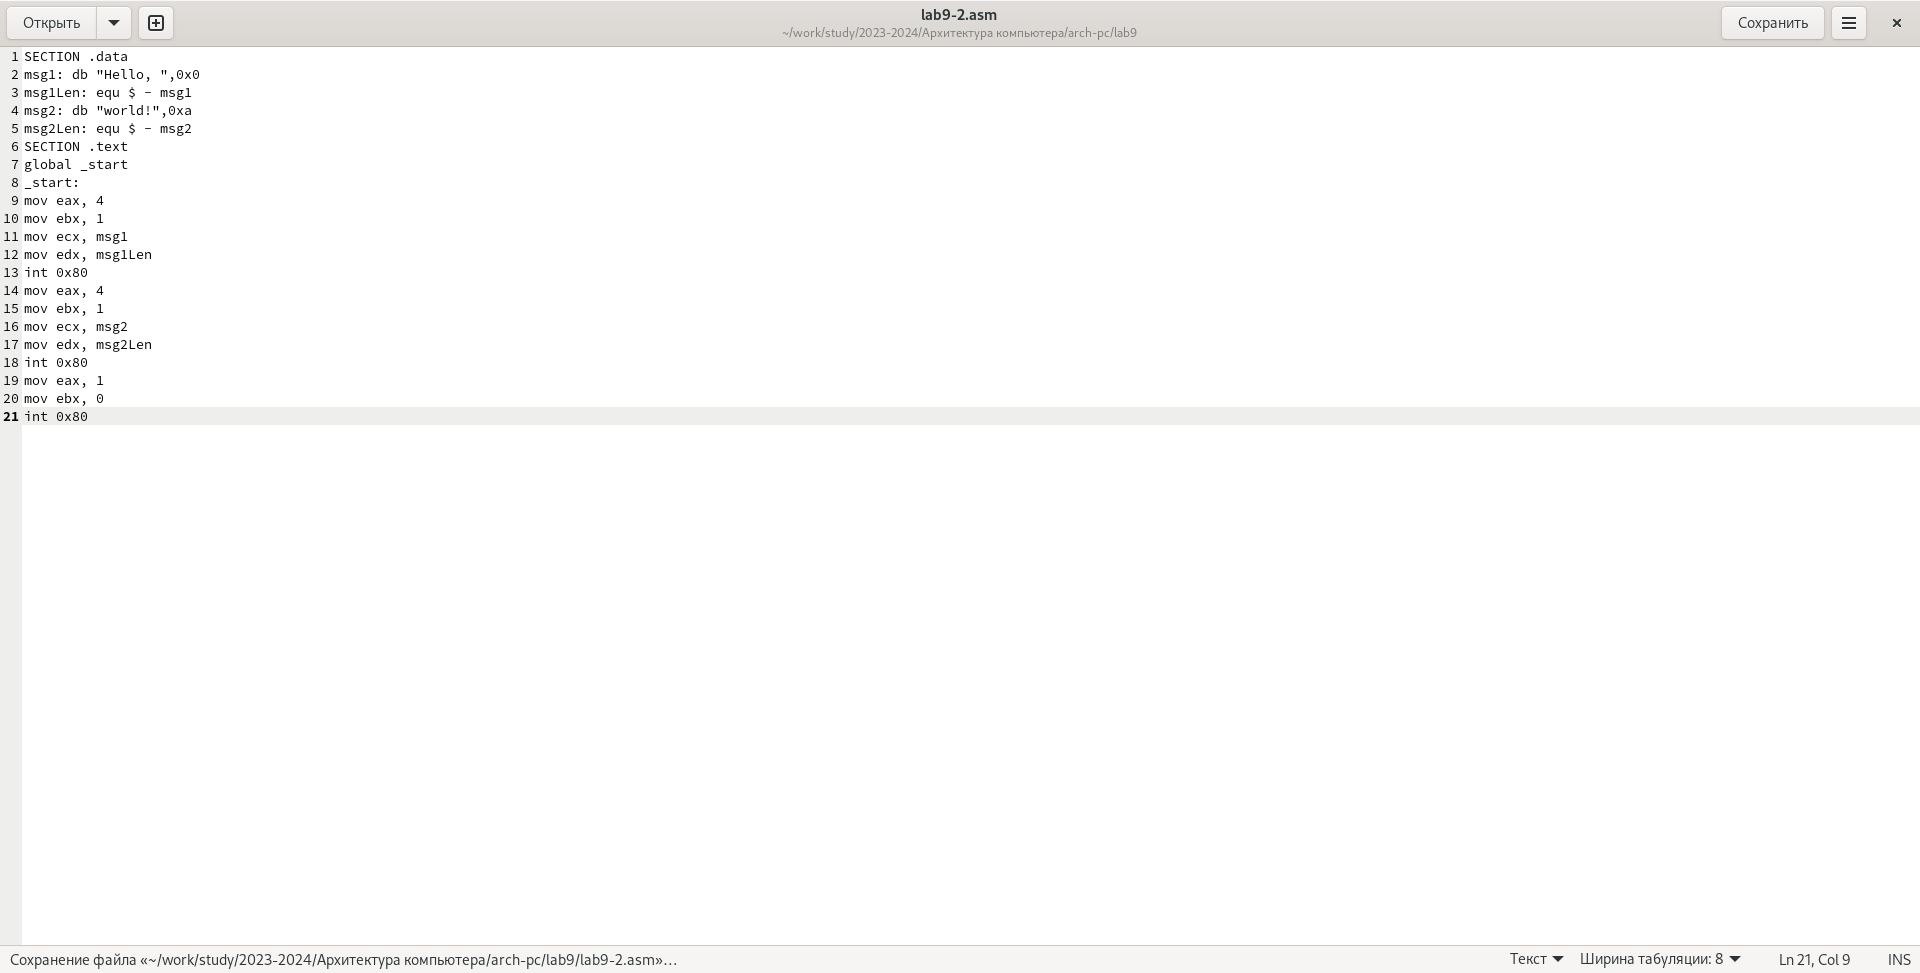 Открыть
lab9-2.asm
~/work/study/2023-2024/Архитектура компьютера/arch-pc/lab9
Сохранить
1 SECTION .data
2 msg1: db "Hello, ",0x0
3 msg1Len: equ $ - msg1
4 msg2: db "world!",0xa
5 msg2Len: equ $ - msg2
6 SECTION .text
7 global _start
8 _start:
9 mov eax, 4
10 mov ebx, 1
11 mov ecx, msg1
12 mov edx, msg1Len
13 int 0x80
14 mov eax, 4
15 mov ebx, 1
16 mov ecx, msg2
17 mov edx, msg2Len
18 int 0x80
19 mov eax, 1
20 mov ebx, 0
21 int 0x80
Сохранение файла «~/work/study/2023-2024/Архитектура компьютера/arch-pc/lab9/lab9-2.asm»… Текст Ширина табуляции: 8 Ln 21, Col 9 INS